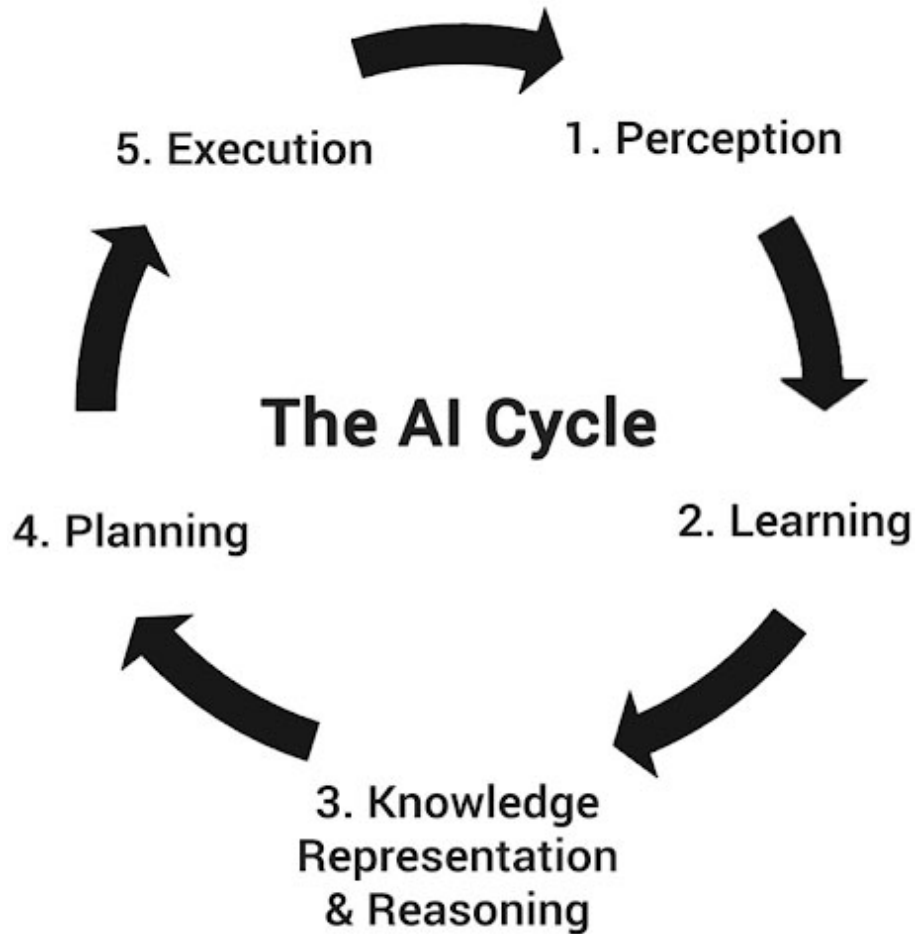 The AI Cycle
1. Perception
2. Learning
3. Knowledge
Representation
& Reasoning
4. Planning
5. Execution